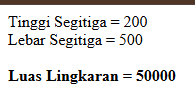 Tinggi Segitiga = 200
Lebar Segitiga = 500
Luas Lingkaran = 50000